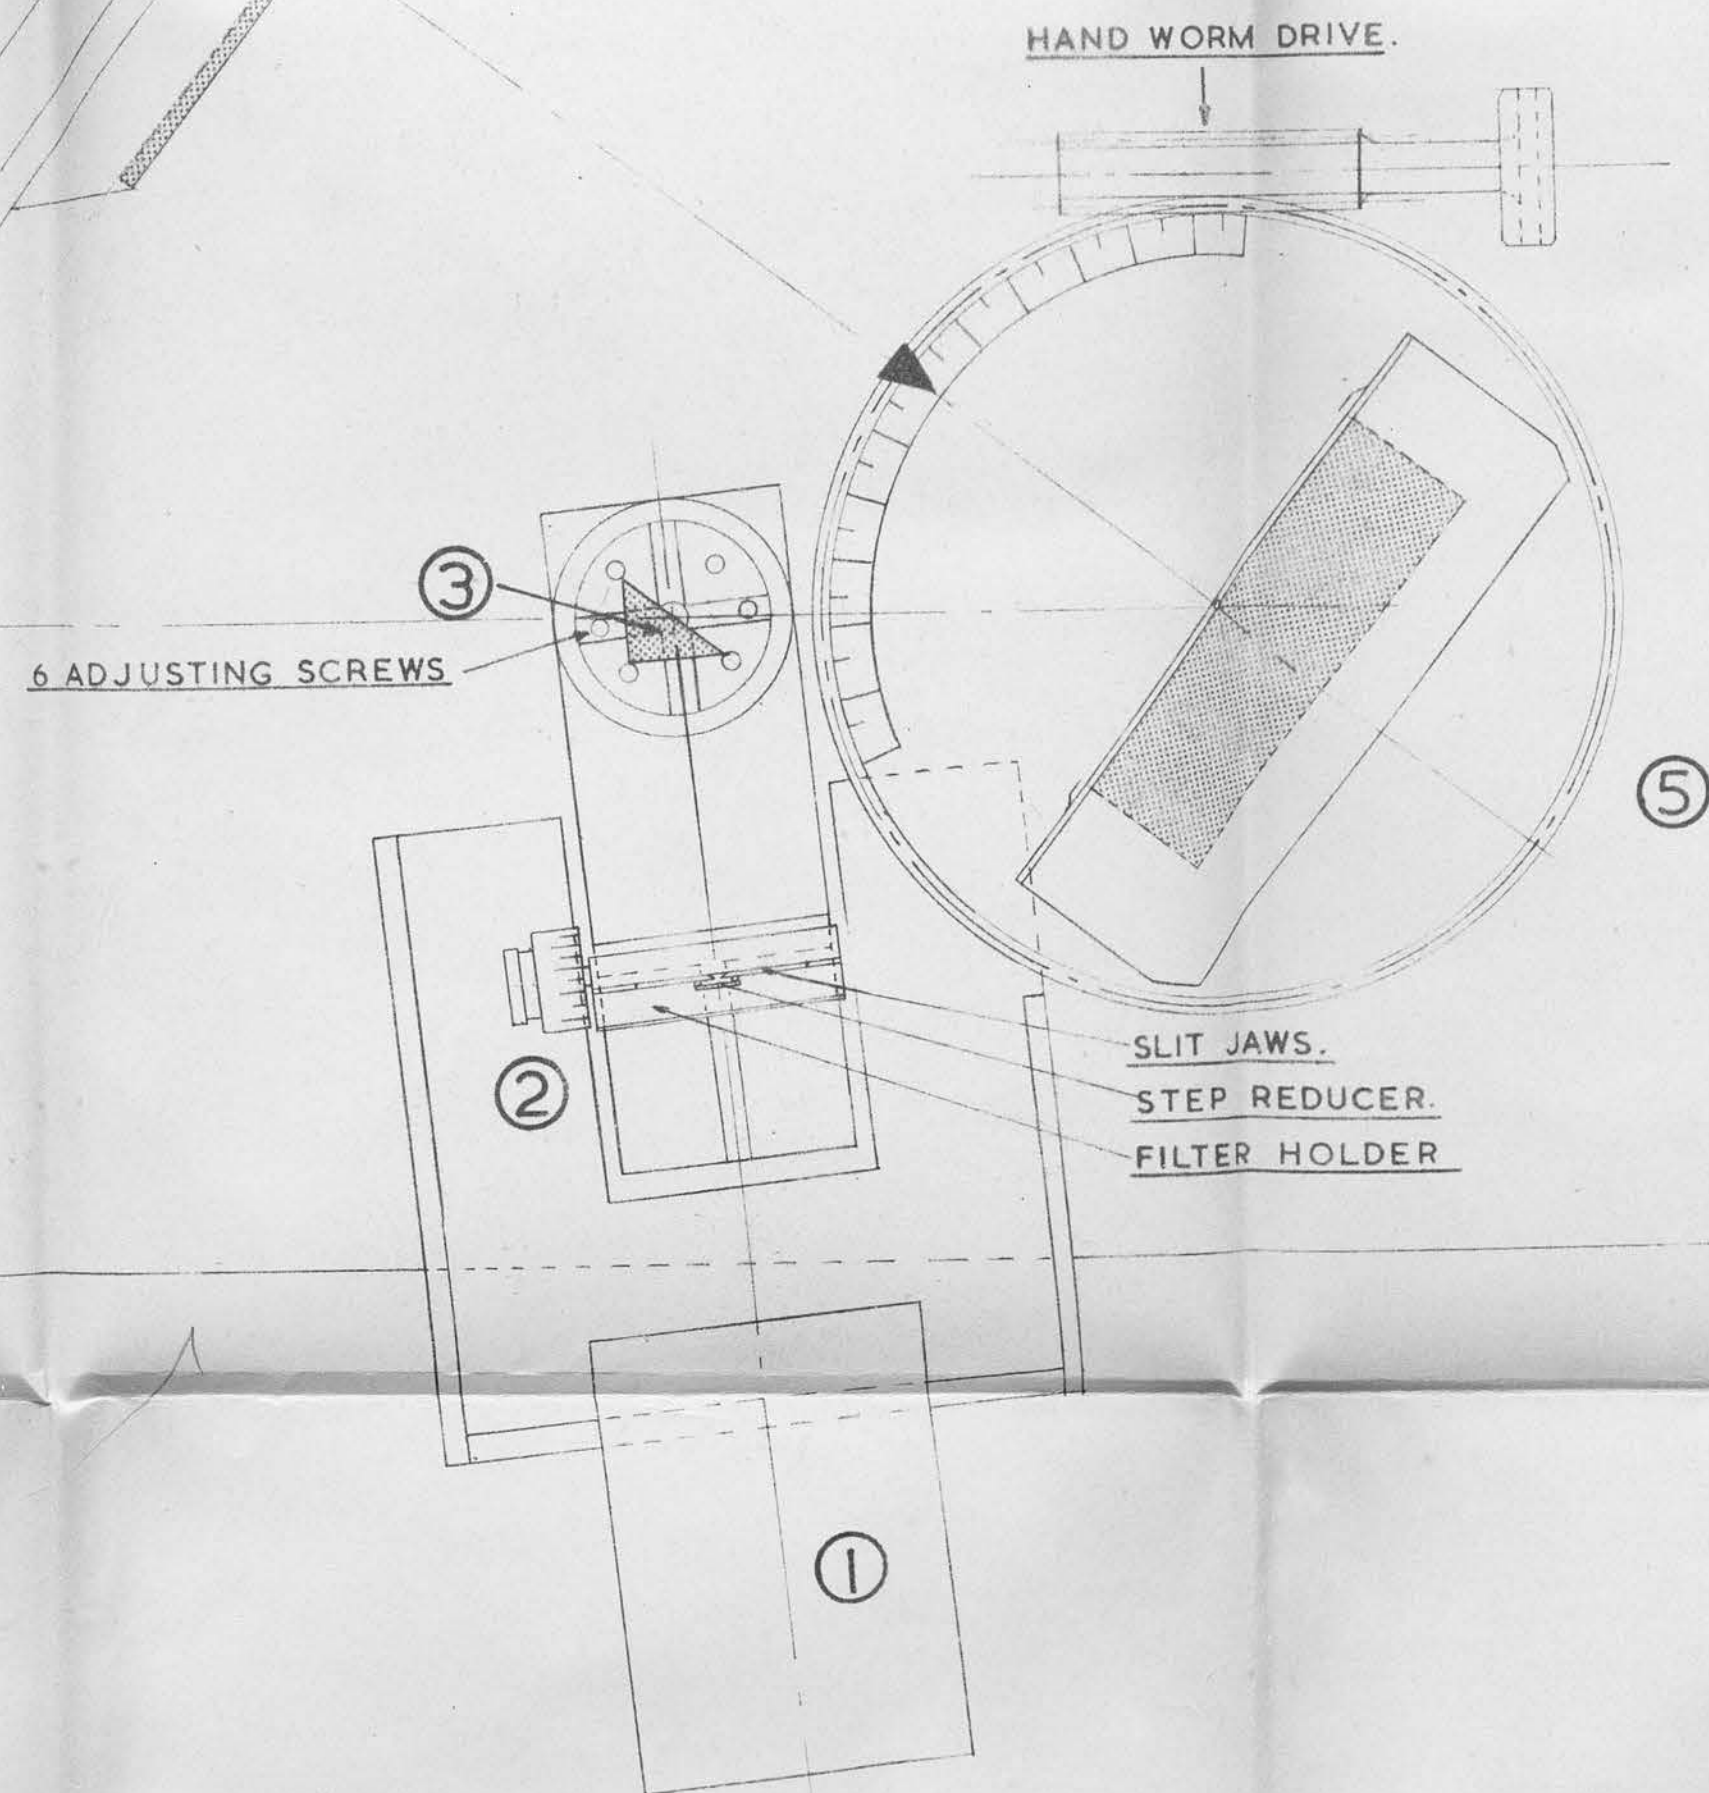 HAND WORM DRIVE.
3
6 ADJUSTING SCREWS
5
SLIT JAWS.
2
STEP REDUCER.
FILTER HOLDER
1